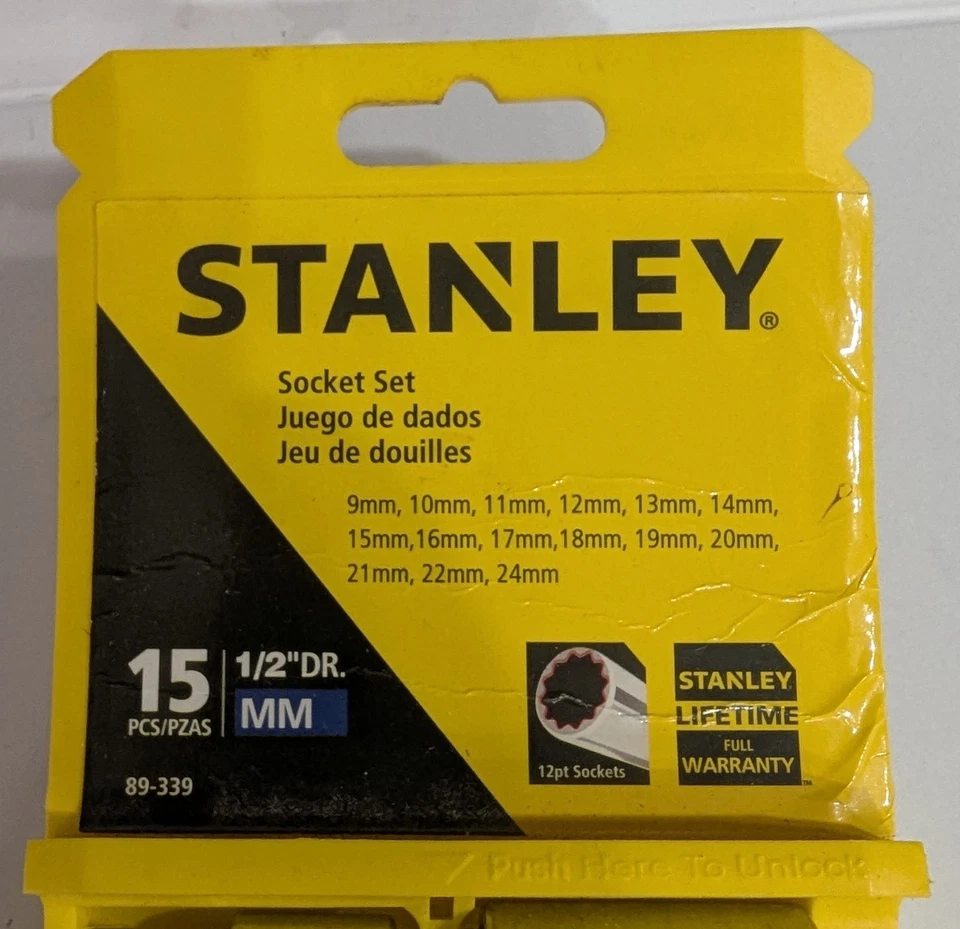 STANLEY®
Socket Set
Juego de dados
Jeu de douilles
9mm, 10mm, 11mm, 12mm, 13mm, 14mm,
15mm,16mm, 17mm,18mm, 19mm, 20mm,
21mm, 22mm, 24mm
15
PCS/PZAS
1/2"DR.
MM
89-339
12pt Sockets
STANLEY
LIFETIME
FULL
WARRANTY™
Push Here To Unlock